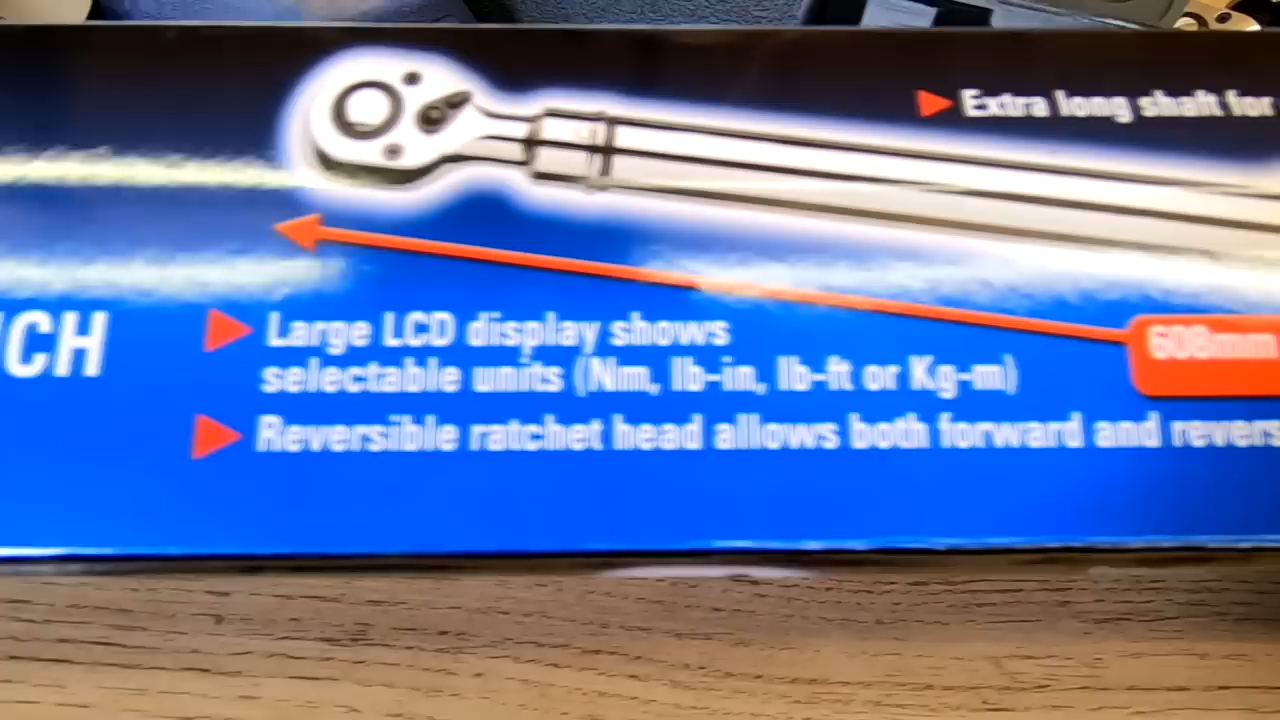 Extra long shaft for
608mm
Large LCD display shows
selectable units (Nm, lb-in, lb-ft or Kg-m)
Reversible ratchet head allows both forward and revers